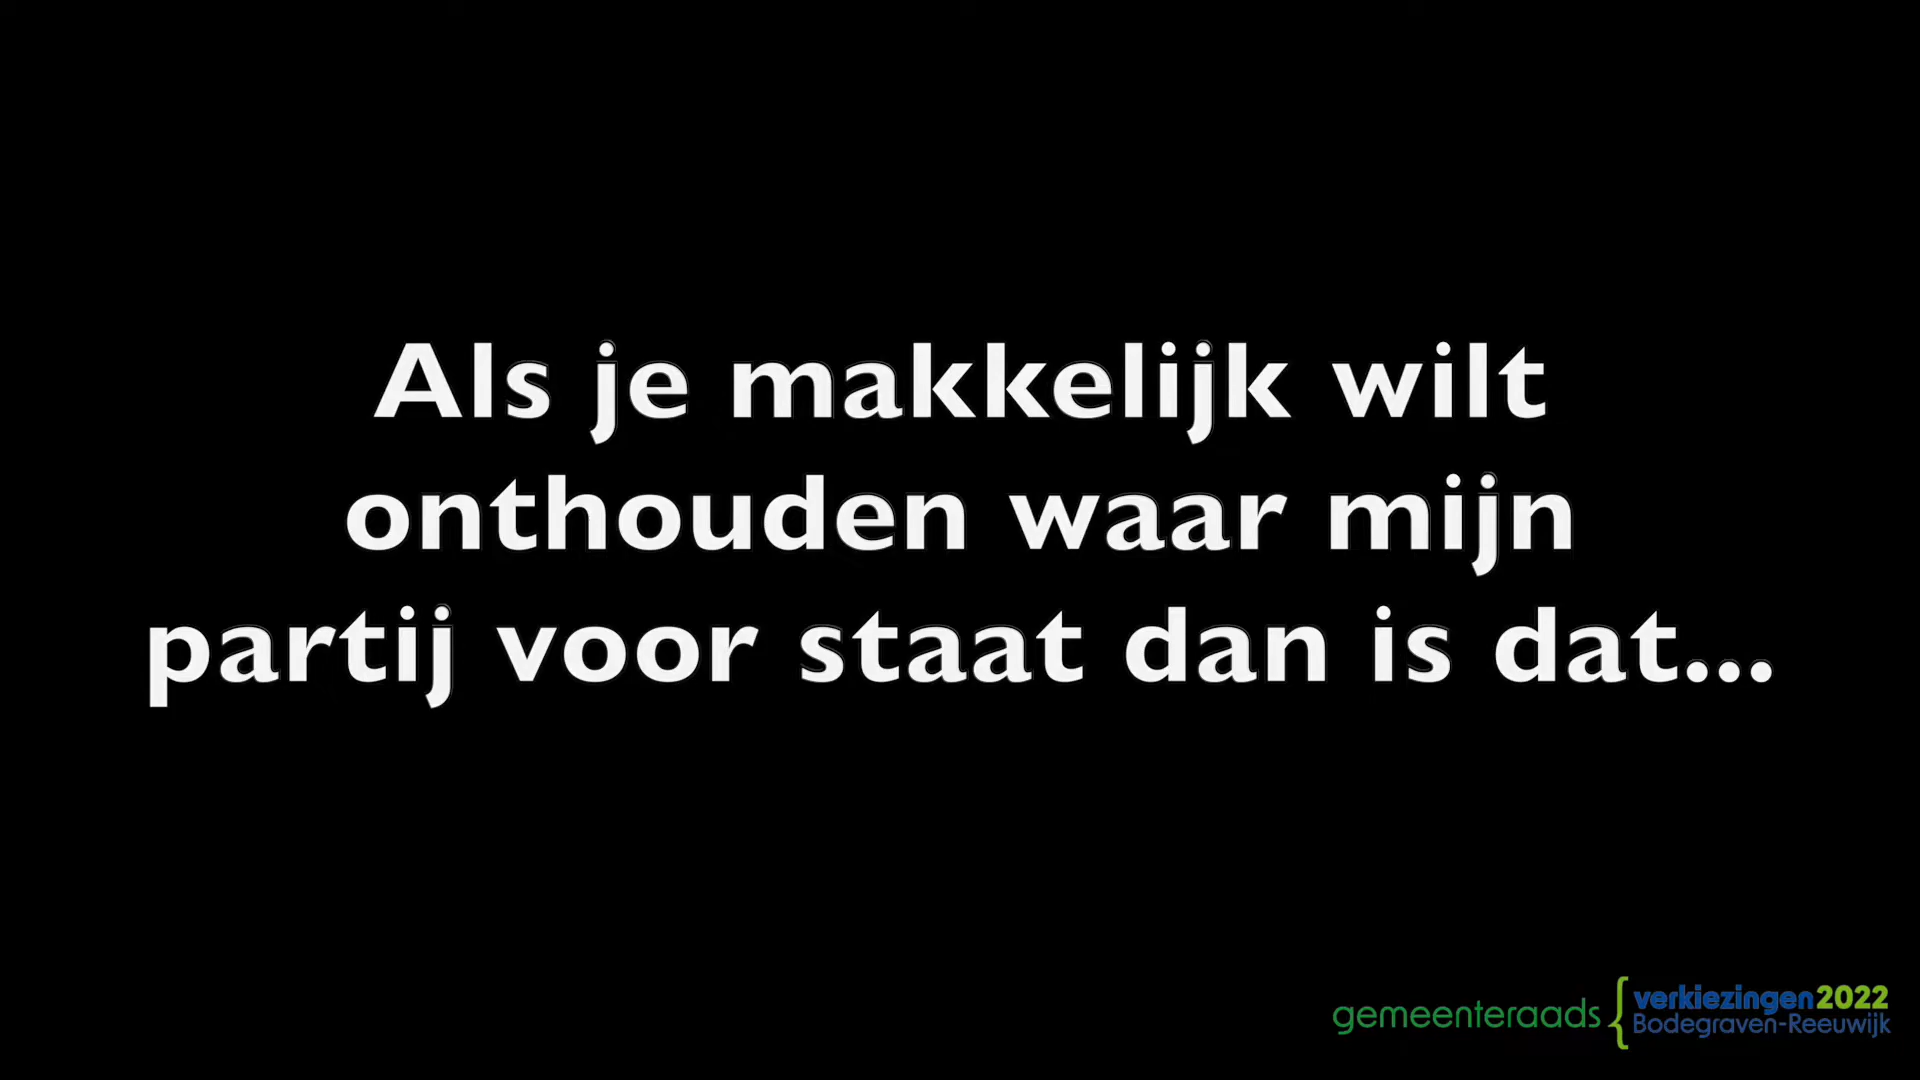 Als je makkelijk wilt
onthouden waar mijn
partij voor staat dan is dat...
gemeenteraads
verkiezingen2022
Bodegraven-Reeuwijk